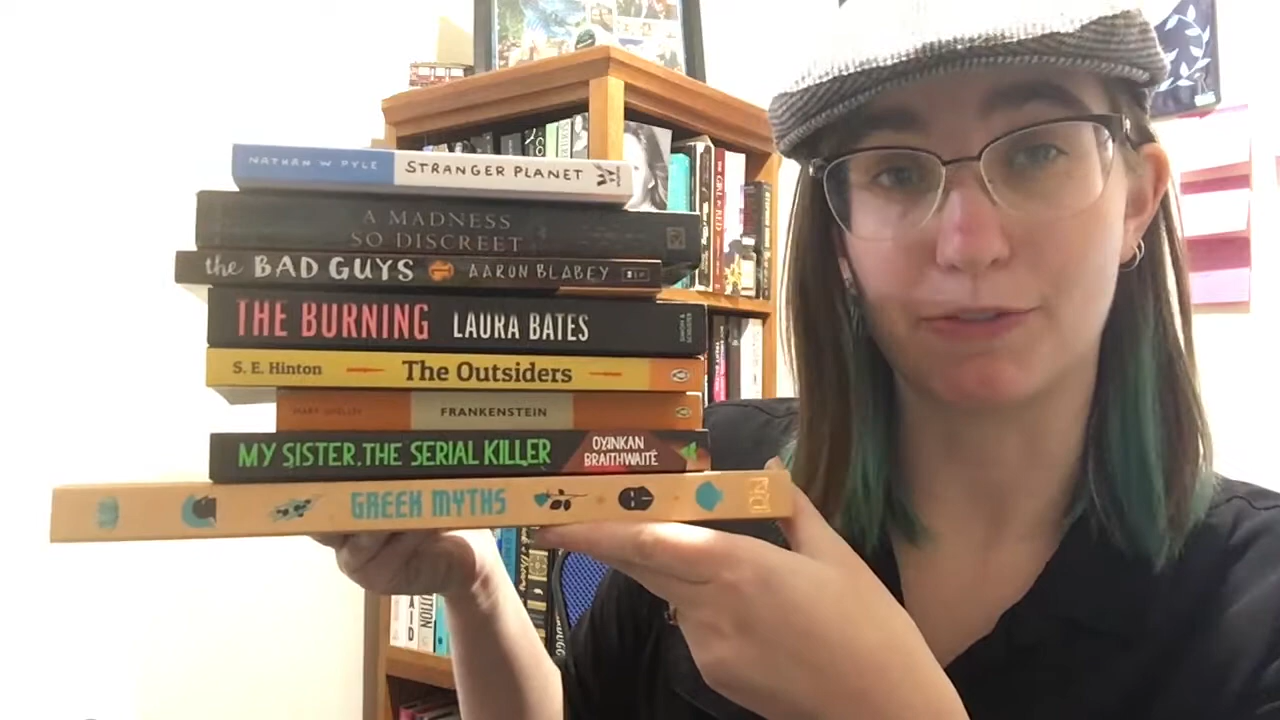 NATHAN W PYLE STRANGER PLANET
A MADNESS
SO DISCREET
the BAD GUYS AARON BLABEY
THE BURNING LAURA BATES
S. E. Hinton The Outsiders
MARY SHELLEY FRANKENSTEIN
MY SISTER, THE SERIAL KILLER OYINKAN
BRAITHWAITE
GREEK MYTHS